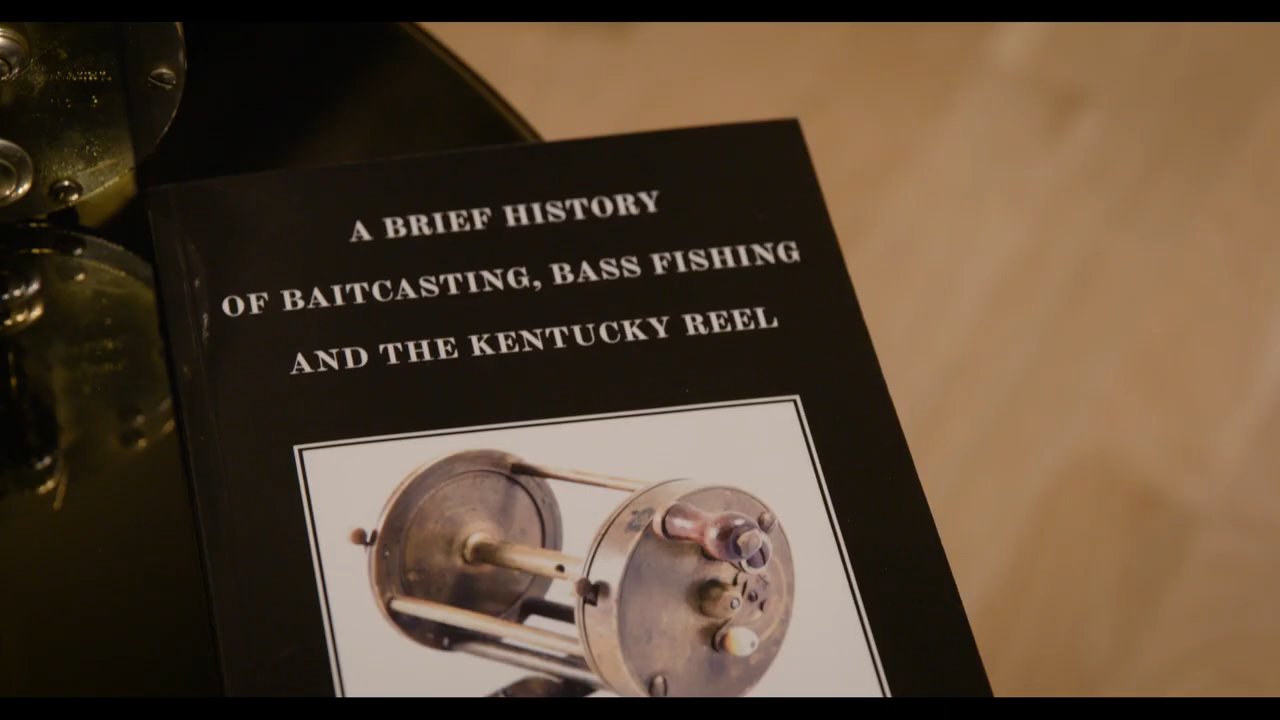 A BRIEF HISTORY
OF BAITCASTING, BASS FISHING
AND THE KENTUCKY REEL